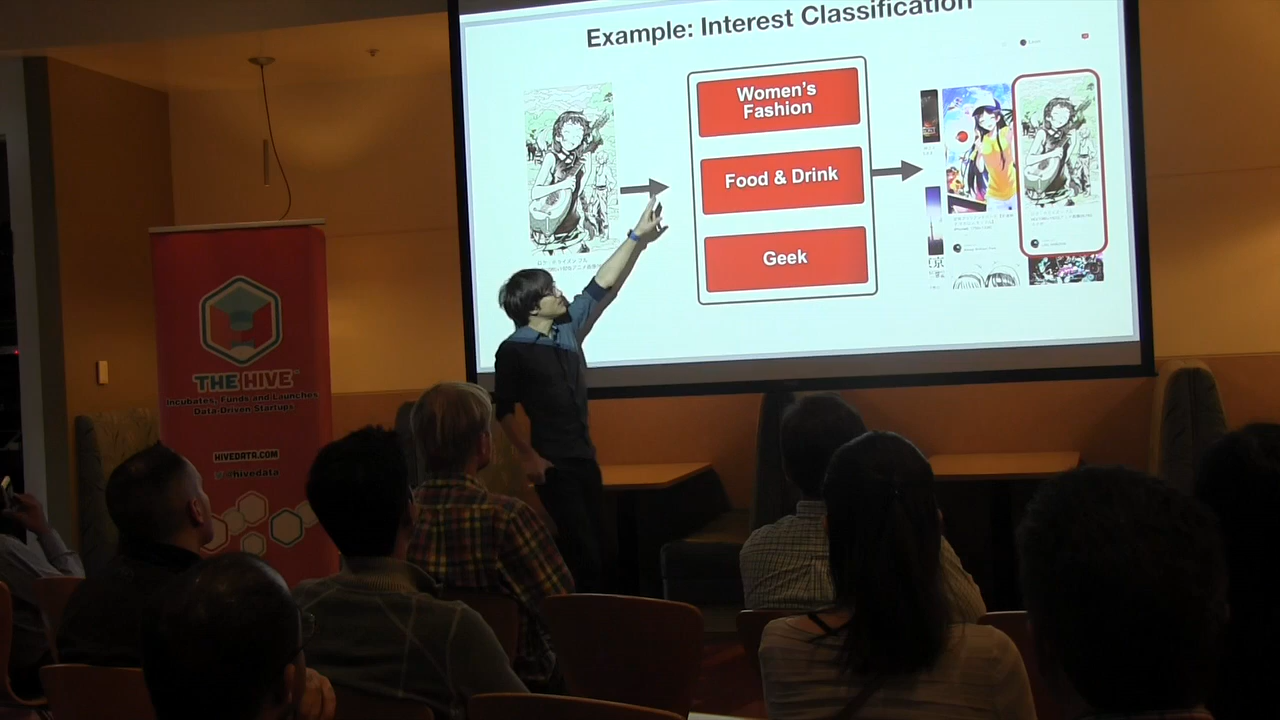 Example: Interest Classification
Women's
Fashion
Food & Drink
Geek
THE HIVE™
Incubates, Funds and Launches
Data-Driven Startups
HIVEDATA.COM
@hivedata